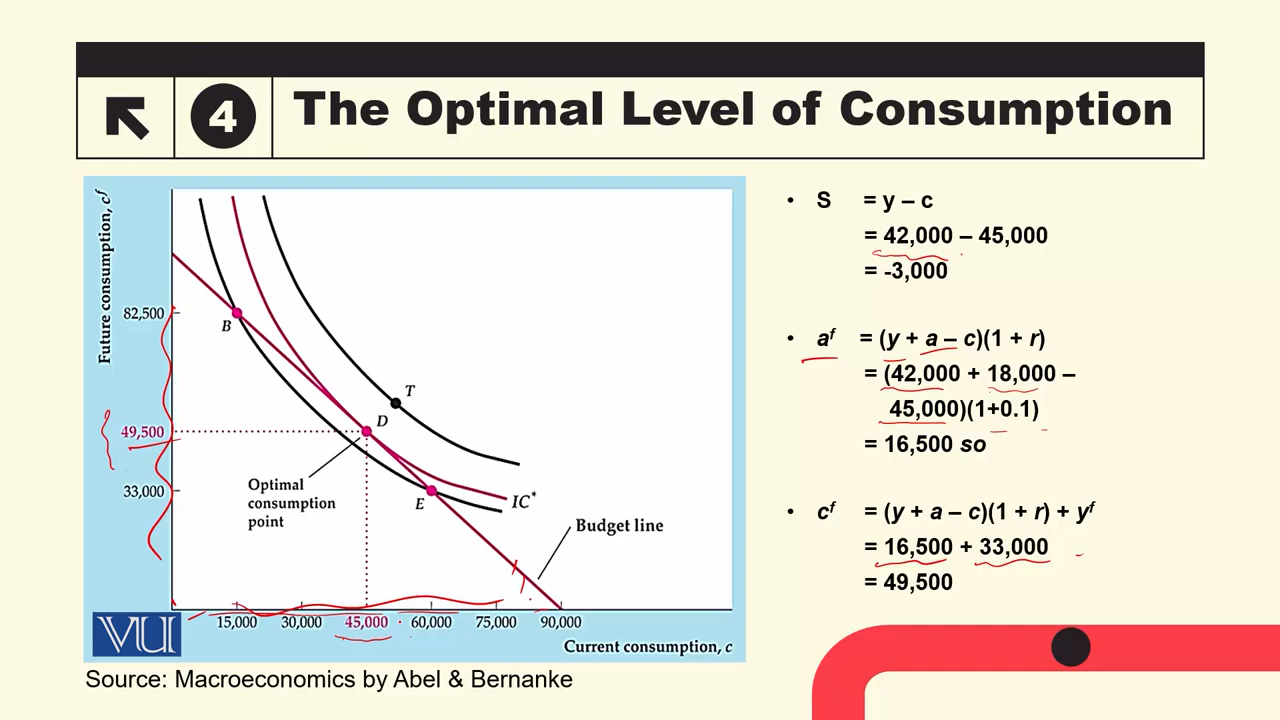 4 The Optimal Level of Consumption
Future consumption, cᶠ
82,500
49,500
33,000
B
T
D
E
Optimal
consumption
point
IC*
Budget line
15,000 30,000 45,000 60,000 75,000 90,000
Current consumption, c
VU
Source: Macroeconomics by Abel & Bernanke
• S = y – c
= 42,000 – 45,000
= -3,000
• aᶠ = (y + a – c)(1 + r)
= (42,000 + 18,000 –
45,000)(1+0.1)
= 16,500 so
• cᶠ = (y + a – c)(1 + r) + yᶠ
= 16,500 + 33,000
= 49,500